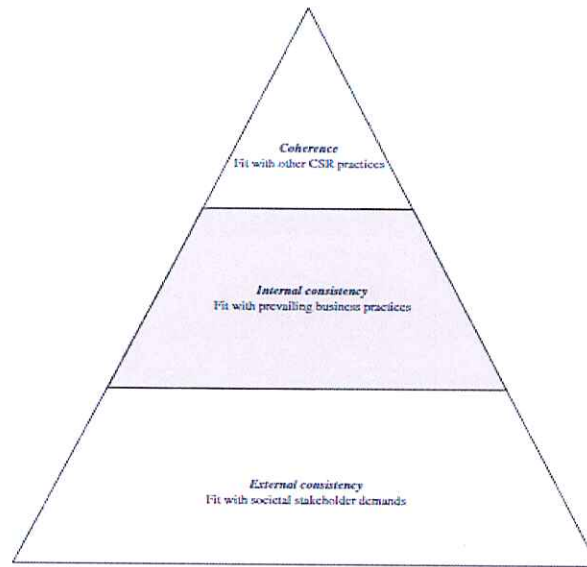 Coherence
Fit with other CSR practices
Internal consistency
Fit with prevailing business practices
External consistency
Fit with societal stakeholder demands